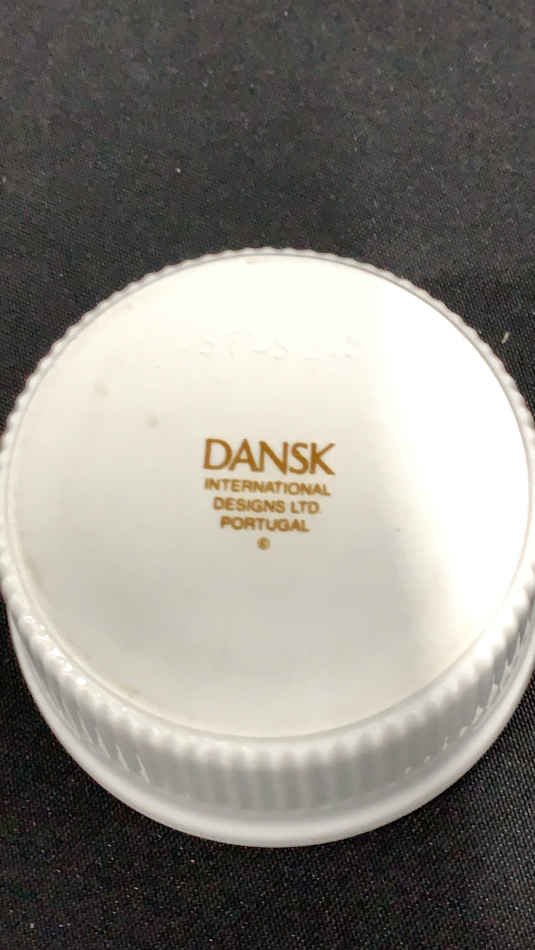 DANSK
INTERNATIONAL
DESIGNS LTD.
PORTUGAL
©